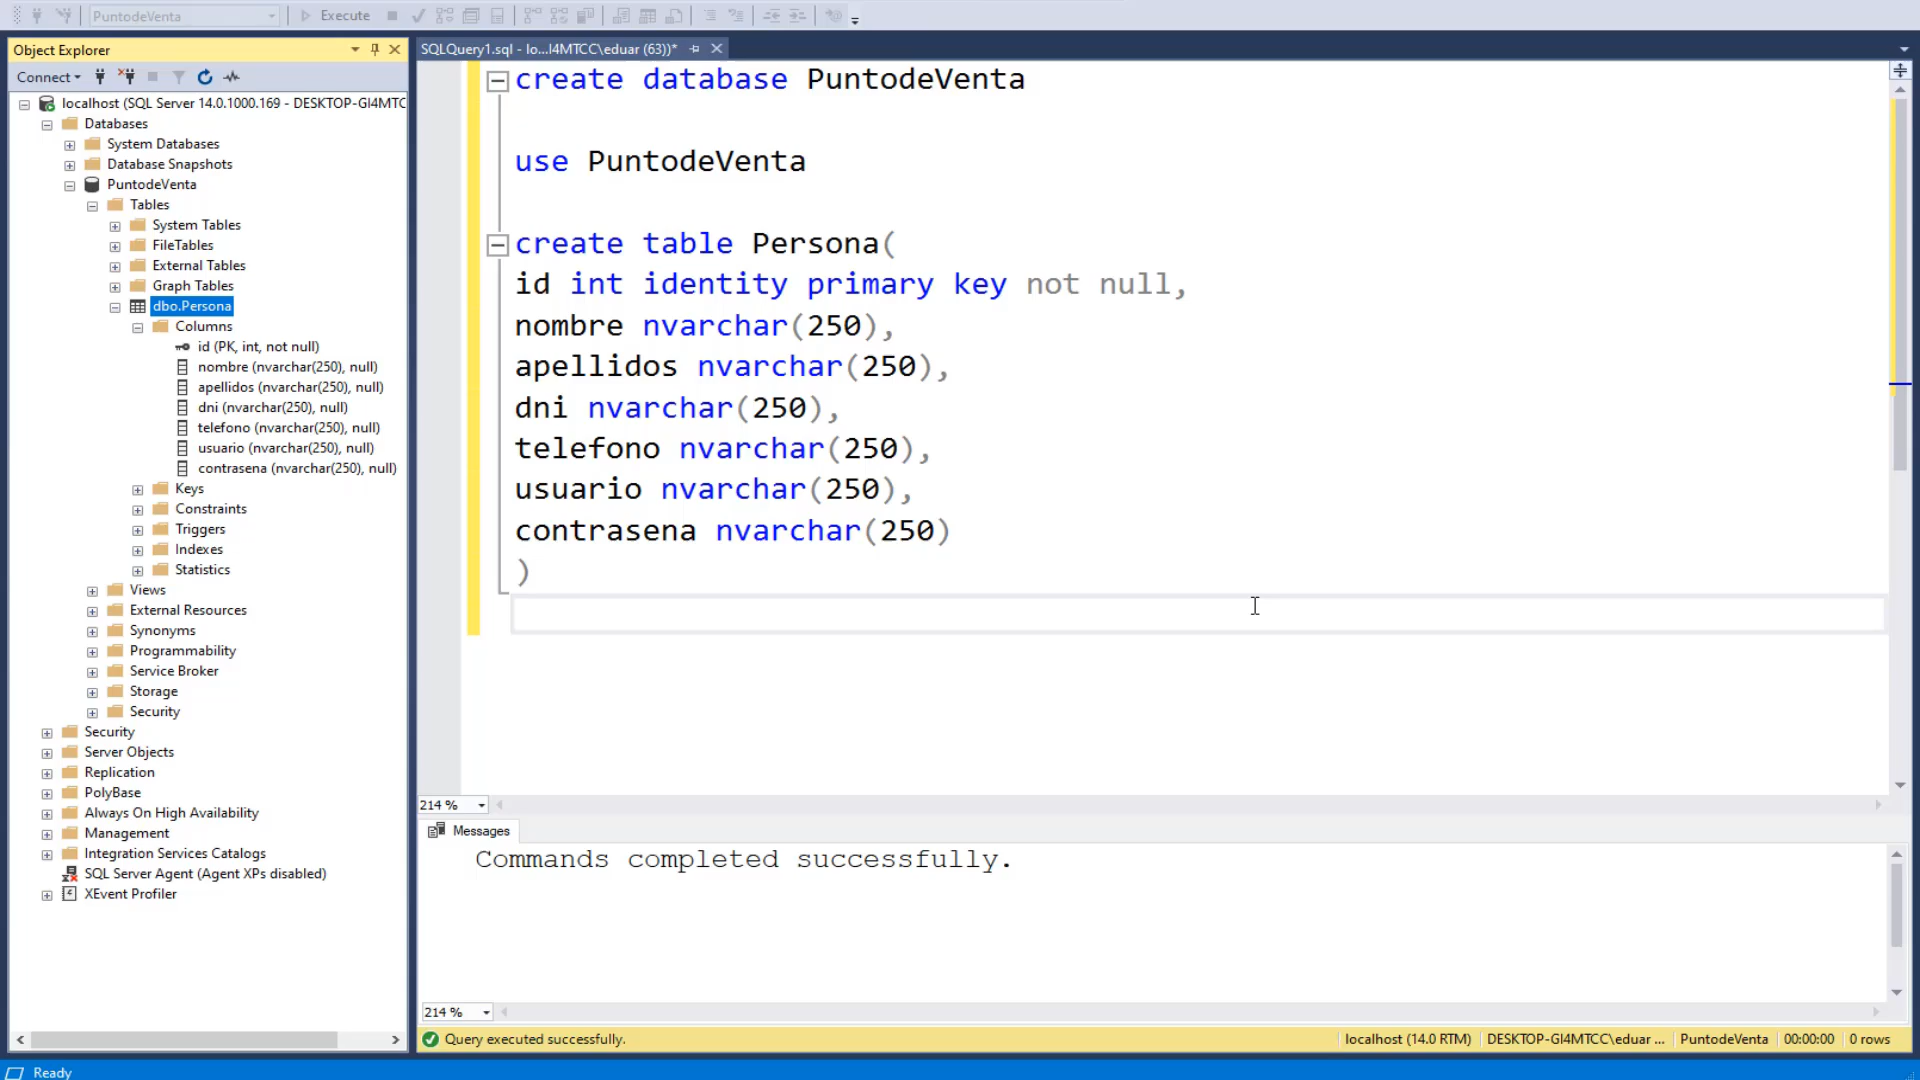 PuntodeVenta
Execute
Object Explorer
Connect
localhost (SQL Server 14.0.1000.169 - DESKTOP-GI4MTC
Databases
System Databases
Database Snapshots
PuntodeVenta
Tables
System Tables
FileTables
External Tables
Graph Tables
dbo.Persona
Columns
id (PK, int, not null)
nombre (nvarchar(250), null)
apellidos (nvarchar(250), null)
dni (nvarchar(250), null)
telefono (nvarchar(250), null)
usuario (nvarchar(250), null)
contrasena (nvarchar(250), null)
Keys
Constraints
Triggers
Indexes
Statistics
Views
External Resources
Synonyms
Programmability
Service Broker
Storage
Security
Security
Server Objects
Replication
PolyBase
Always On High Availability
Management
Integration Services Catalogs
SQL Server Agent (Agent XPs disabled)
XEvent Profiler
SQLQuery1.sql - lo...I4MTCC\eduar (63))*
create database PuntodeVenta
use PuntodeVenta
create table Persona(
id int identity primary key not null,
nombre nvarchar(250),
apellidos nvarchar(250),
dni nvarchar(250),
telefono nvarchar(250),
usuario nvarchar(250),
contrasena nvarchar(250)
)
214 %
Messages
Commands completed successfully.
214 %
Query executed successfully.
localhost (14.0 RTM)
DESKTOP-GI4MTCC\eduar ...
PuntodeVenta
00:00:00
0 rows
Ready